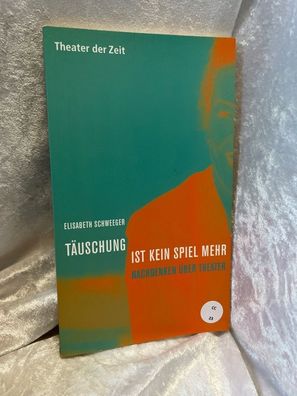 Theater der Zeit
ELISABETH SCHWEEGER
TÄUSCHUNG IST KEIN SPIEL MEHR
NACHDENKEN ÜBER THEATER